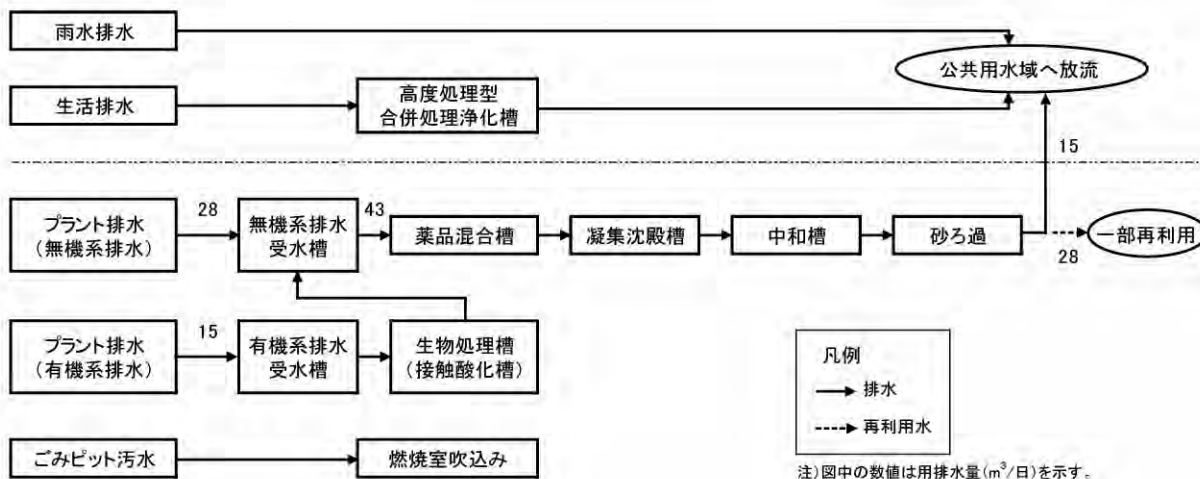 雨水排水
公共用水域へ放流
生活排水
高度処理型
合併処理浄化槽
15
プラント排水
(無機系排水)
28
無機系排水
受水槽
43
薬品混合槽
凝集沈殿槽
中和槽
砂ろ過
28
一部再利用
プラント排水
(有機系排水)
15
有機系排水
受水槽
生物処理槽
(接触酸化槽)
凡例
排水
再利用水
ごみピット汚水
燃焼室吹込み
注)図中の数値は用排水量(m³/日)を示す。